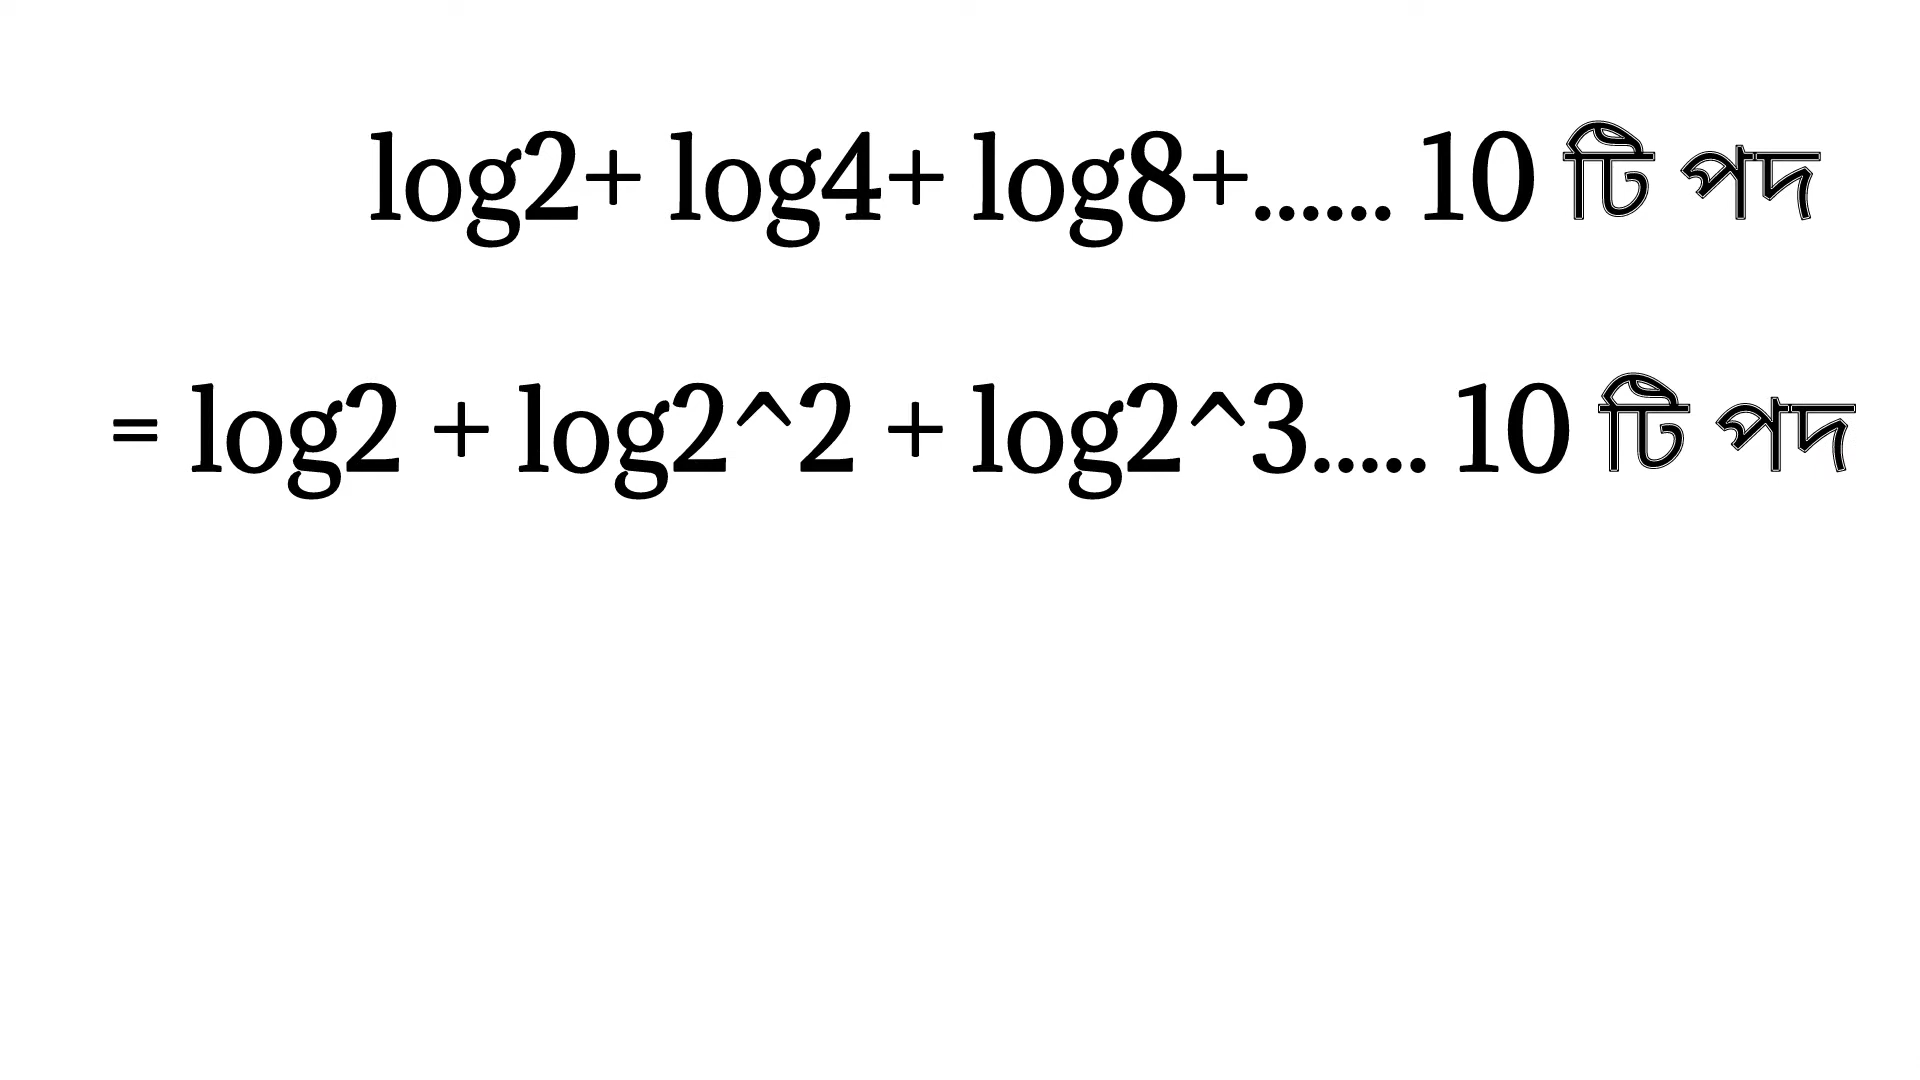 log2+ log4+ log8+...... 10 টি পদ
= log2 + log2^2 + log2^3..... 10 টি পদ